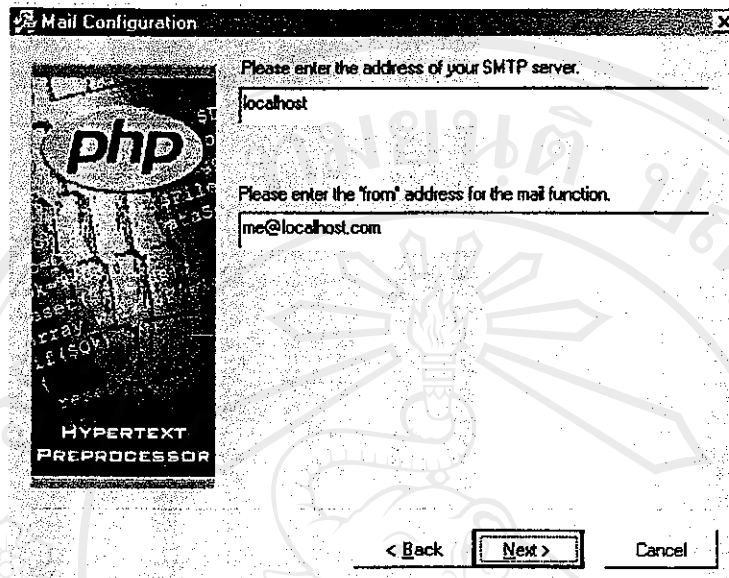 Mail Configuration
Please enter the address of your SMTP server.
localhost
php
Please enter the "from" address for the mail function.
me@localhost.com
HYPERTEXT
PREPROCESSOR
< Back
Next >
Cancel